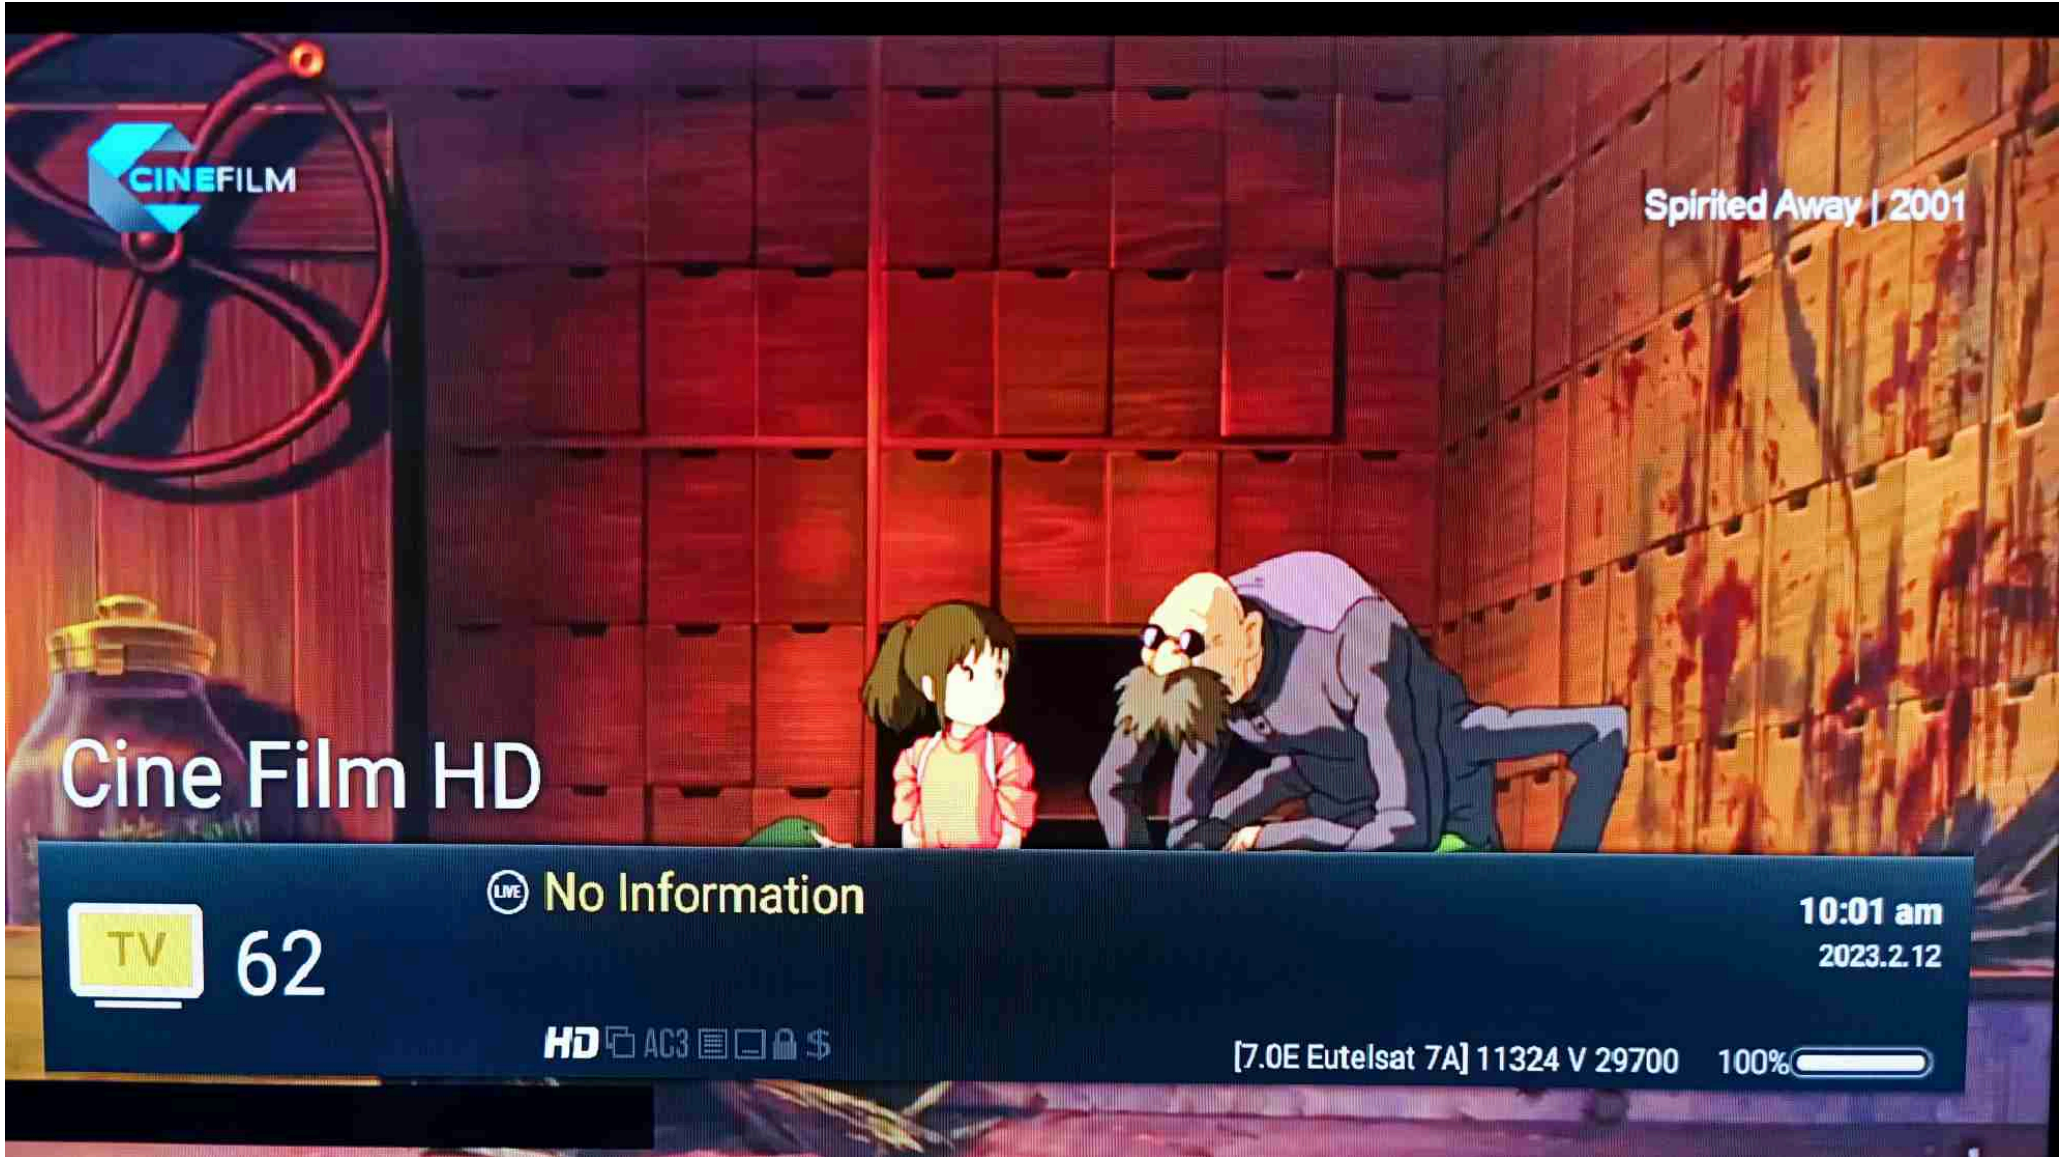 CINEFILM
Spirited Away | 2001
Cine Film HD
LIVE No Information
10:01 am
TV 62
2023.2.12
HD AC3 $
[7.0E Eutelsat 7A] 11324 V 29700 100%